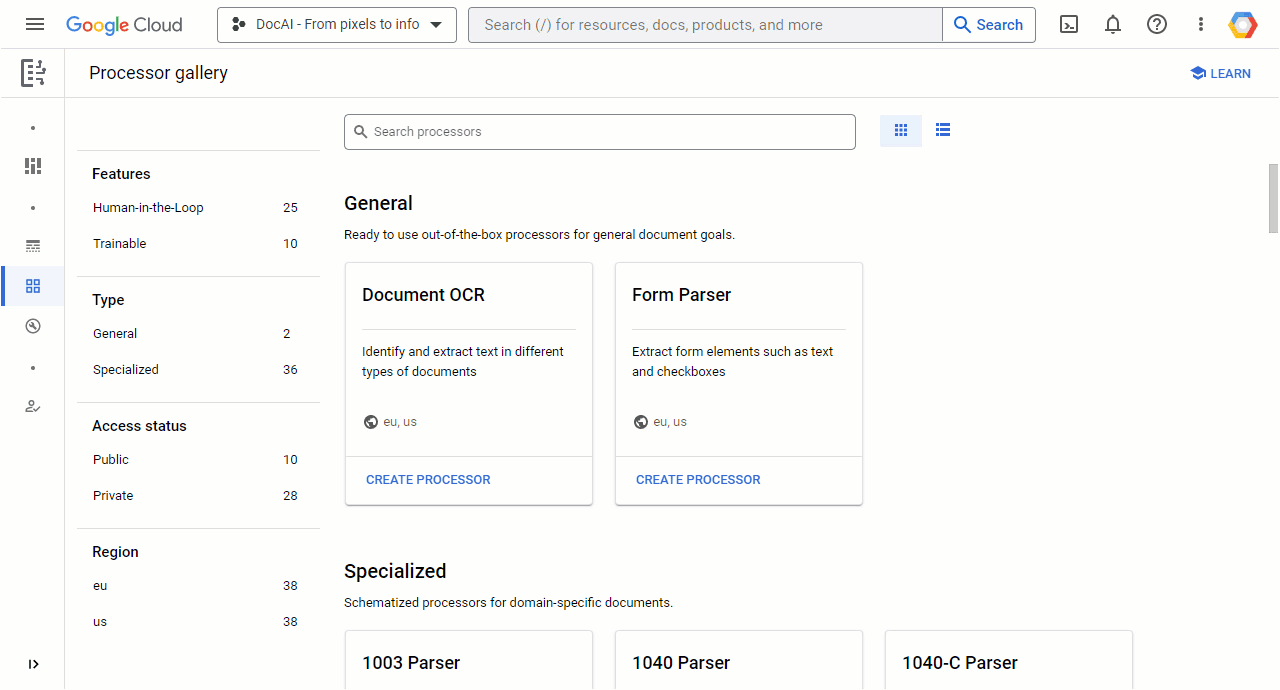 Google Cloud
DocAI - From pixels to info
Search (/) for resources, docs, products, and more
Search
Processor gallery
LEARN
Search processors
Features
Human-in-the-Loop 25
Trainable 10
Type
General 2
Specialized 36
Access status
Public 10
Private 28
Region
eu 38
us 38
General
Ready to use out-of-the-box processors for general document goals.
Document OCR
Identify and extract text in different
types of documents
eu, us
CREATE PROCESSOR
Form Parser
Extract form elements such as text
and checkboxes
eu, us
CREATE PROCESSOR
Specialized
Schematized processors for domain-specific documents.
1003 Parser
1040 Parser
1040-C Parser